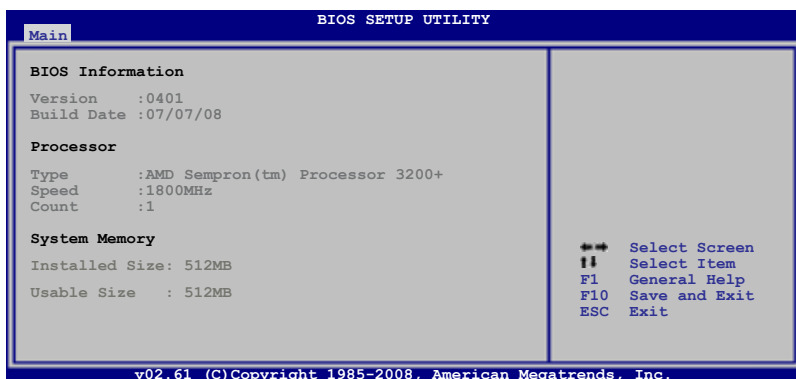 BIOS SETUP UTILITY
Main
BIOS Information
Version :0401
Build Date :07/07/08
Processor
Type :AMD Sempron(tm) Processor 3200+
Speed :1800MHz
Count :1
System Memory
Installed Size: 512MB
Usable Size : 512MB
←→ Select Screen
↑↓ Select Item
F1 General Help
F10 Save and Exit
ESC Exit
v02.61 (C)Copyright 1985-2008, American Megatrends, Inc.